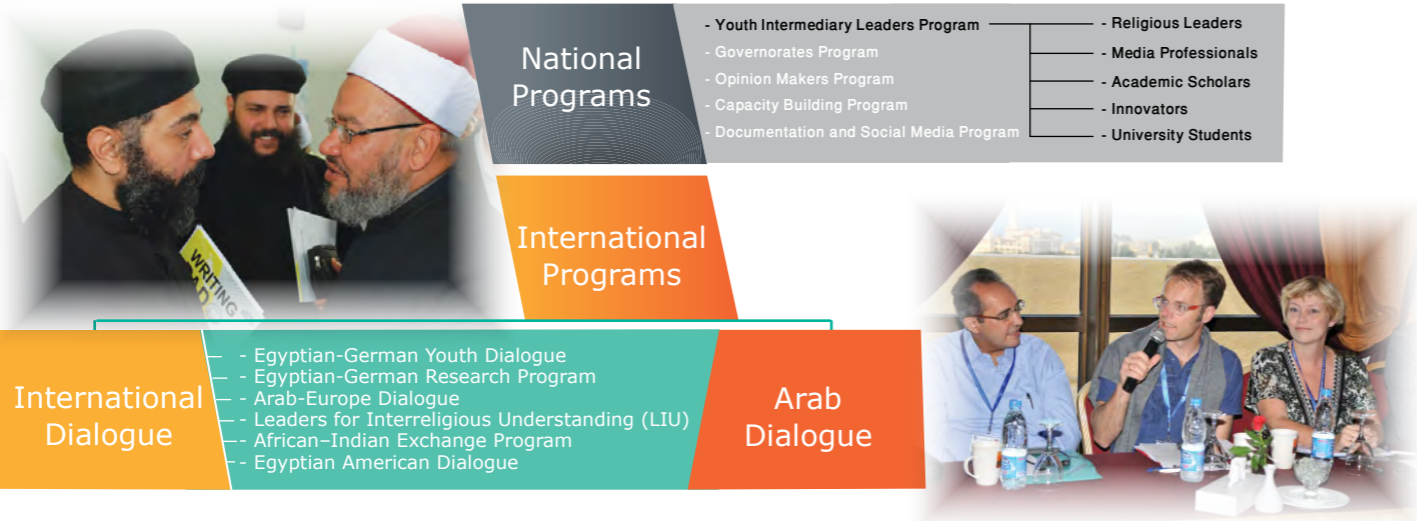 National
Programs
- Youth Intermediary Leaders Program
- Governorates Program
- Opinion Makers Program
- Capacity Building Program
- Documentation and Social Media Program
- Religious Leaders
- Media Professionals
- Academic Scholars
- Innovators
- University Students
WRITING
International
Programs
International
Dialogue
- Egyptian-German Youth Dialogue
- Egyptian-German Research Program
- Arab-Europe Dialogue
- Leaders for Interreligious Understanding (LIU)
- African–Indian Exchange Program
- Egyptian American Dialogue
Arab
Dialogue